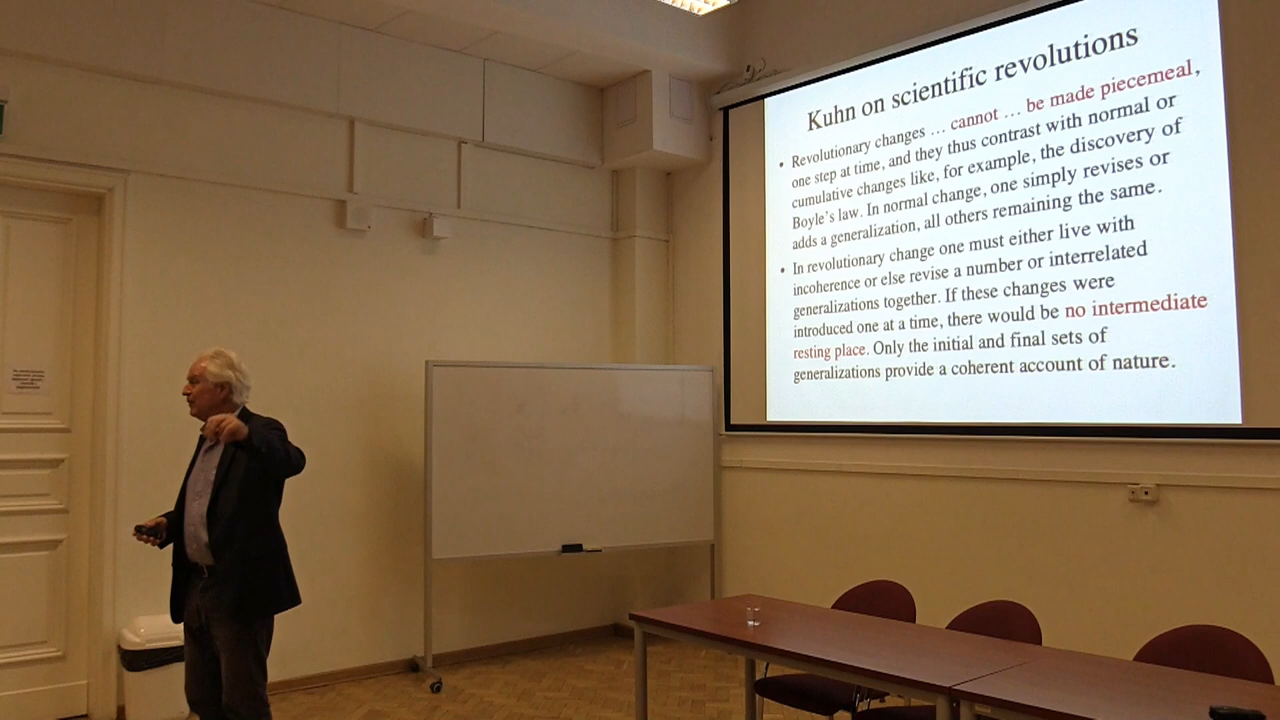 Kuhn on scientific revolutions
• Revolutionary changes … cannot … be made piecemeal,
one step at time, and they thus contrast with normal or
cumulative changes like, for example, the discovery of
Boyle's law. In normal change, one simply revises or
adds a generalization, all others remaining the same.
• In revolutionary change one must either live with
incoherence or else revise a number or interrelated
generalizations together. If these changes were
introduced one at a time, there would be no intermediate
resting place. Only the initial and final sets of
generalizations provide a coherent account of nature.